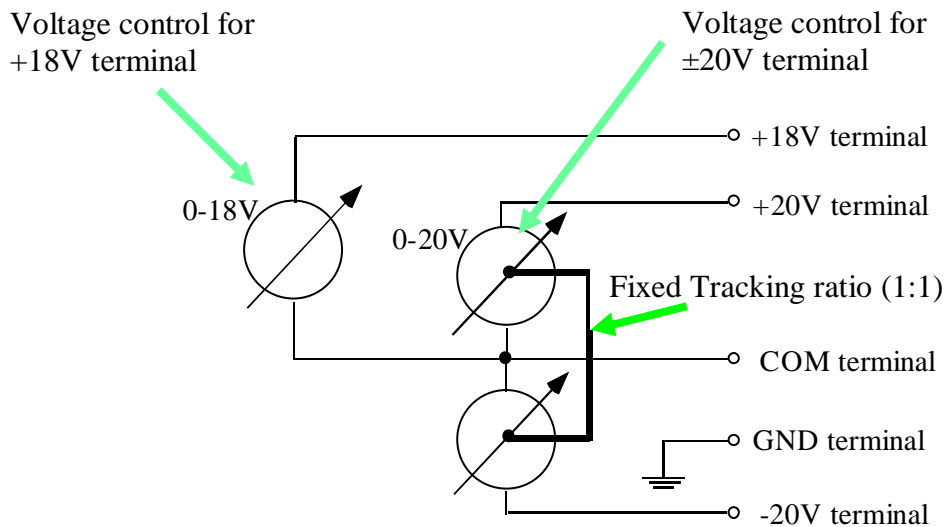 Voltage control for
+18V terminal
Voltage control for
±20V terminal
+18V terminal
0-18V
+20V terminal
0-20V
Fixed Tracking ratio (1:1)
COM terminal
GND terminal
-20V terminal